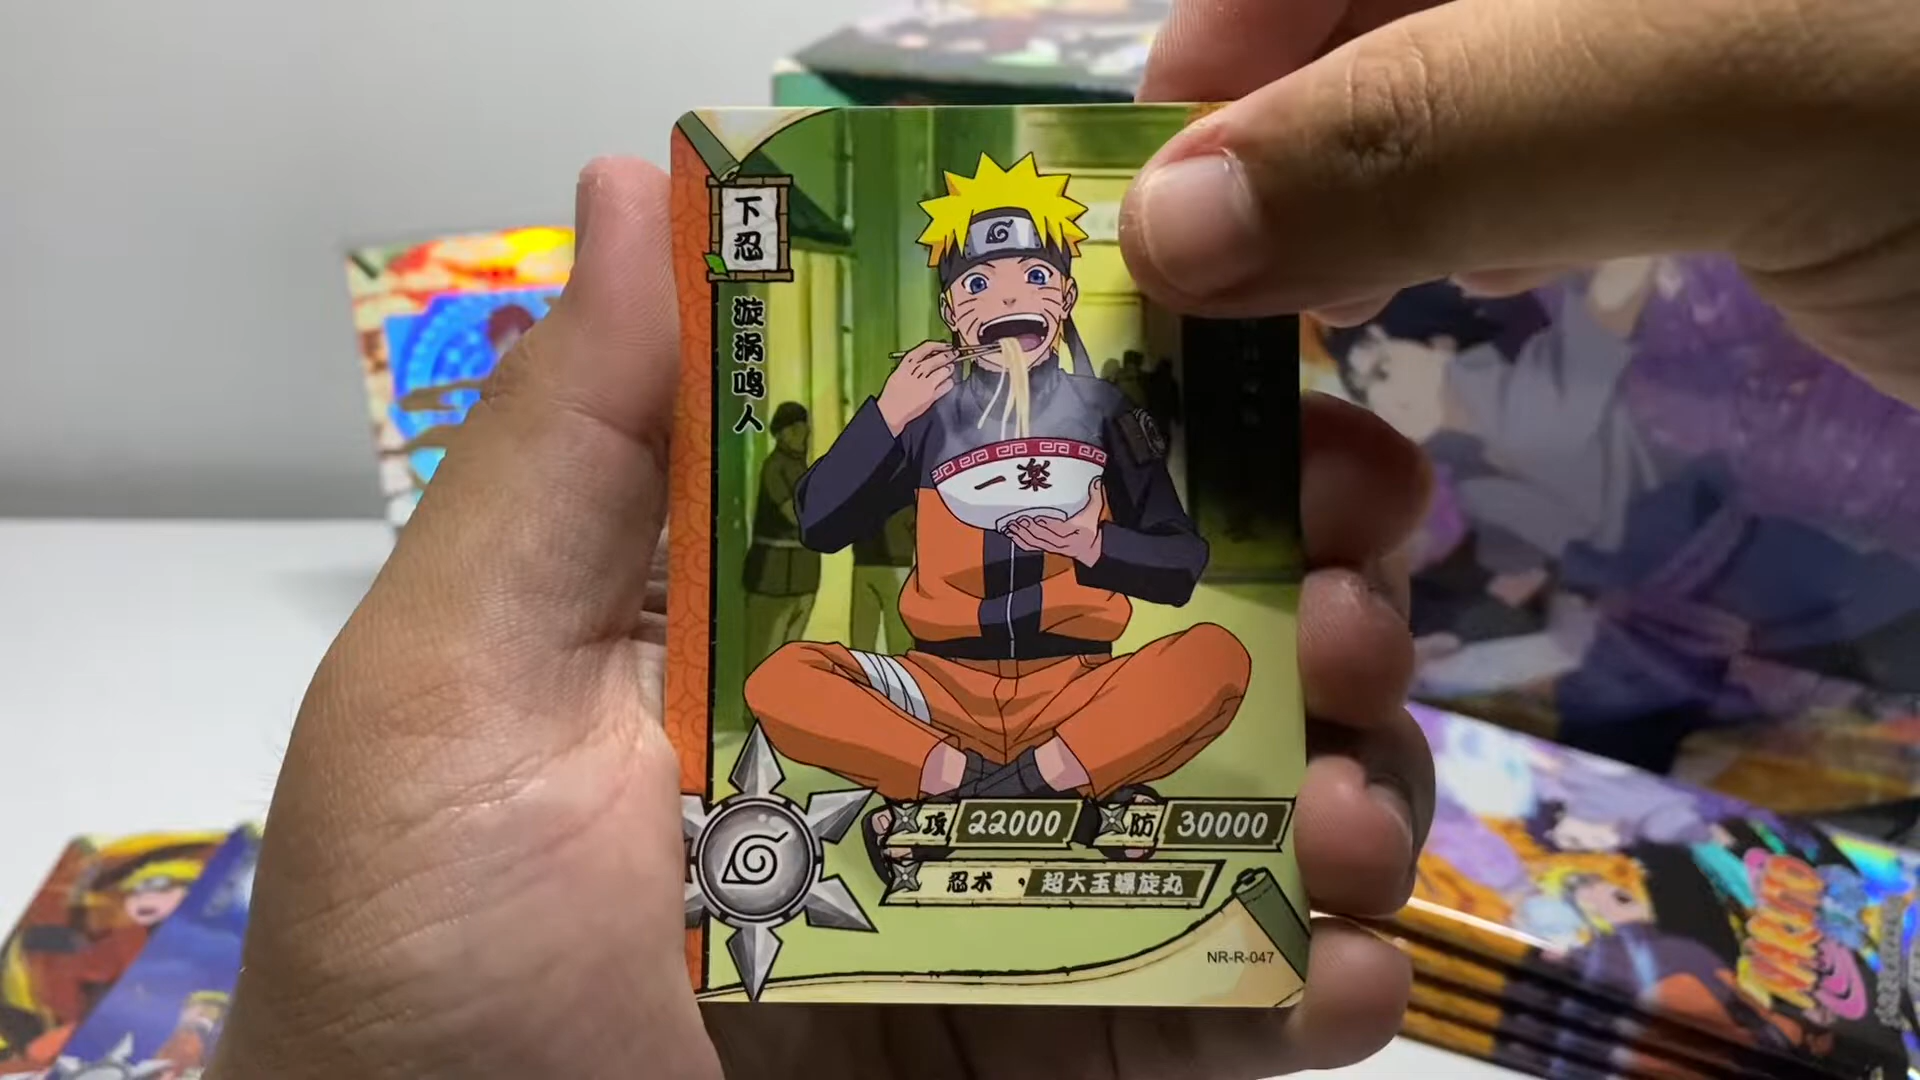 下忍
漩涡鸣人
一楽
攻 22000
防 30000
忍术 超大玉螺旋丸
NR-R-047
NARUTO